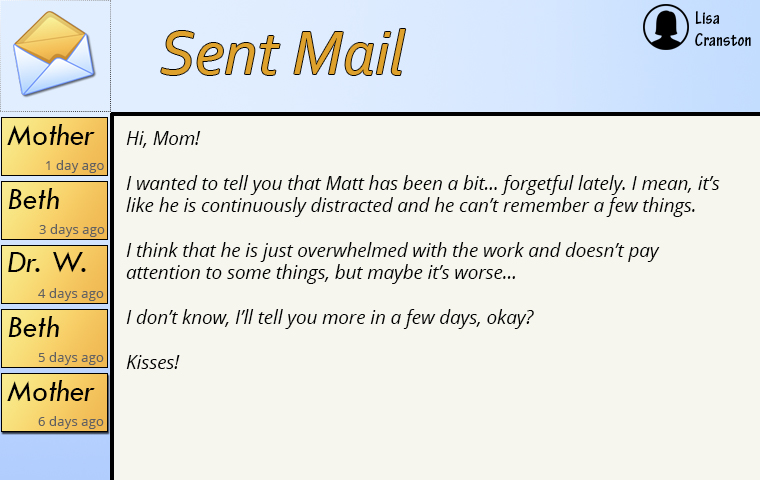 Sent Mail
Lisa
Cranston
Mother
1 day ago
Beth
3 days ago
Dr. W.
4 days ago
Beth
5 days ago
Mother
6 days ago
Hi, Mom!
I wanted to tell you that Matt has been a bit... forgetful lately. I mean, it's
like he is continuously distracted and he can't remember a few things.
I think that he is just overwhelmed with the work and doesn't pay
attention to some things, but maybe it's worse...
I don't know, I'll tell you more in a few days, okay?
Kisses!